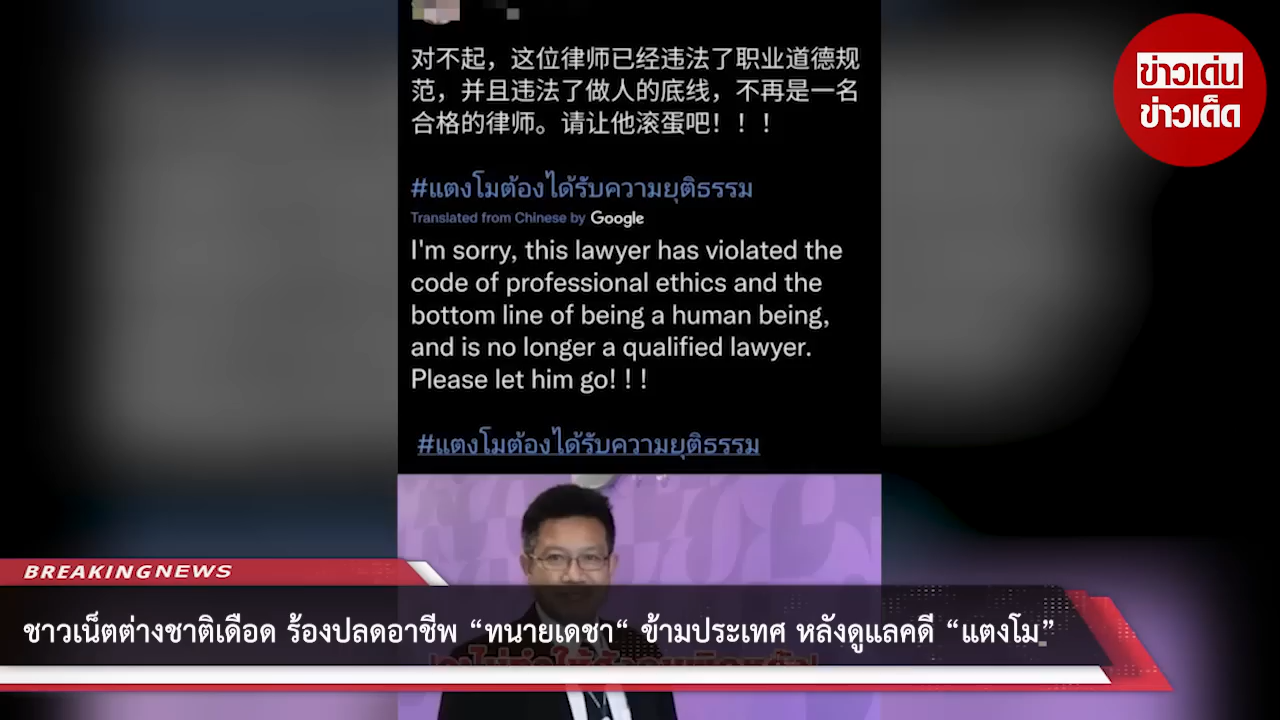 对不起，这位律师已经违法了职业道德规
范，并且违法了做人的底线，不再是一名
合格的律师。请让他滚蛋吧！！！
#แตงโมต้องได้รับความยุติธรรม
Translated from Chinese by Google
I'm sorry, this lawyer has violated the
code of professional ethics and the
bottom line of being a human being,
and is no longer a qualified lawyer.
Please let him go! ! !
#แตงโมต้องได้รับความยุติธรรม
ข่าวเด่น
ข่าวเด็ด
BREAKING NEWS
ชาวเน็ตต่างชาติเดือด ร้องปลดอาชีพ “ทนายเดชา“ ข้ามประเทศ หลังดูแลคดี “แตงโม”